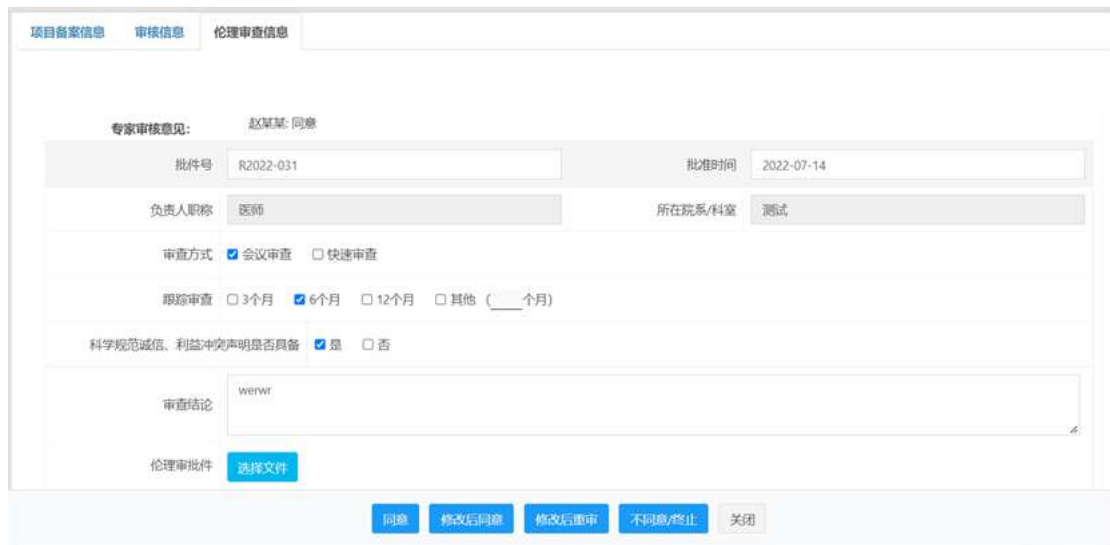 项目备案信息 审核信息 伦理审查信息
专家审核意见: 赵某某: 同意
批件号 R2022-031 批准时间 2022-07-14
负责人职称 医师 所在院系/科室 测试
审查方式 会议审查 快速审查
跟踪审查 3个月 6个月 12个月 其他 (____个月)
科学规范诚信、利益冲突声明是否具备 是 否
审查结论 werwr
伦理审批件 选择文件
同意 修改后同意 修改后重审 不同意/终止 关闭